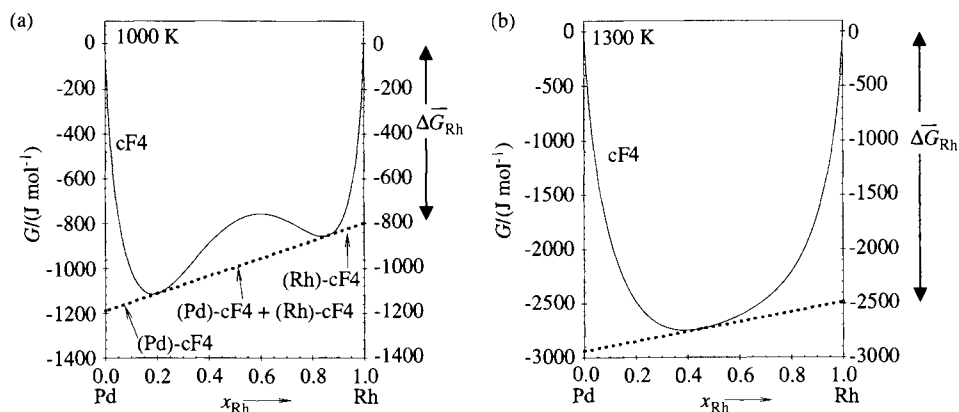 (a)
1000 K
0
-200
-400
-600
-800
-1000
-1200
-1400
G/(J mol⁻¹)
cF4
(Rh)-cF4
(Pd)-cF4 + (Rh)-cF4
(Pd)-cF4
0
-200
-400
-600
-800
-1000
-1200
-1400
ΔG̅Rh
0.0 0.2 0.4 0.6 0.8 1.0
Pd xRh Rh
(b)
1300 K
0
-500
-1000
-1500
-2000
-2500
-3000
G/(J mol⁻¹)
cF4
0
-500
-1000
-1500
-2000
-2500
-3000
ΔG̅Rh
0.0 0.2 0.4 0.6 0.8 1.0
Pd xRh Rh